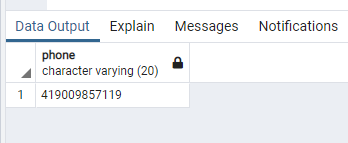 Data Output Explain Messages Notifications
phone
character varying (20)
1 419009857119